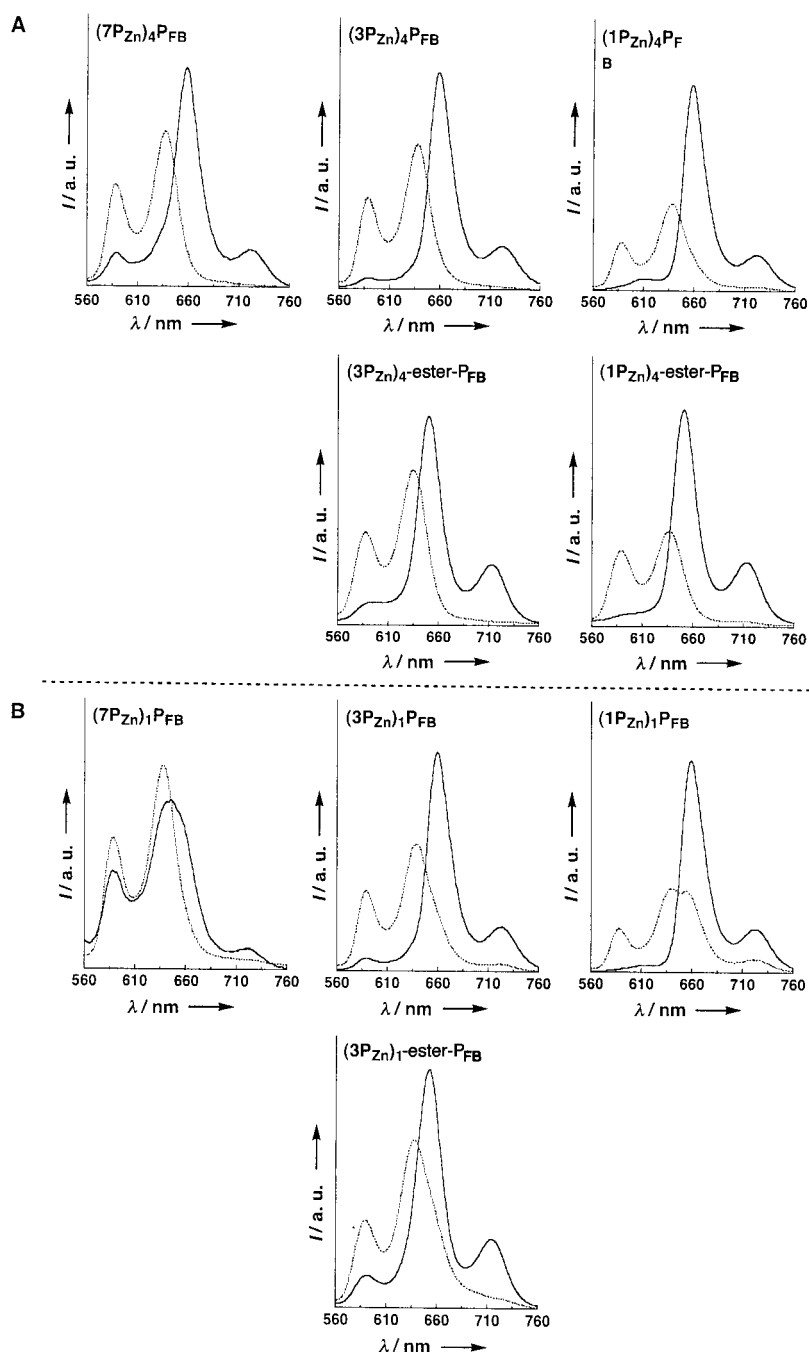 A
(7PZn)4PFB
(3PZn)4PFB
(1PZn)4PF
B
I / a. u.
I / a. u.
I / a. u.
560 610 660 710 760
560 610 660 710 760
560 610 660 710 760
λ / nm
λ / nm
λ / nm
(3PZn)4-ester-PFB
(1PZn)4-ester-PFB
I / a. u.
I / a. u.
560 610 660 710 760
560 610 660 710 760
λ / nm
λ / nm
B
(7PZn)1PFB
(3PZn)1PFB
(1PZn)1PFB
I / a. u.
I / a. u.
I / a. u.
560 610 660 710 760
560 610 660 710 760
560 610 660 710 760
λ / nm
λ / nm
λ / nm
(3PZn)1-ester-PFB
I / a. u.
560 610 660 710 760
λ / nm